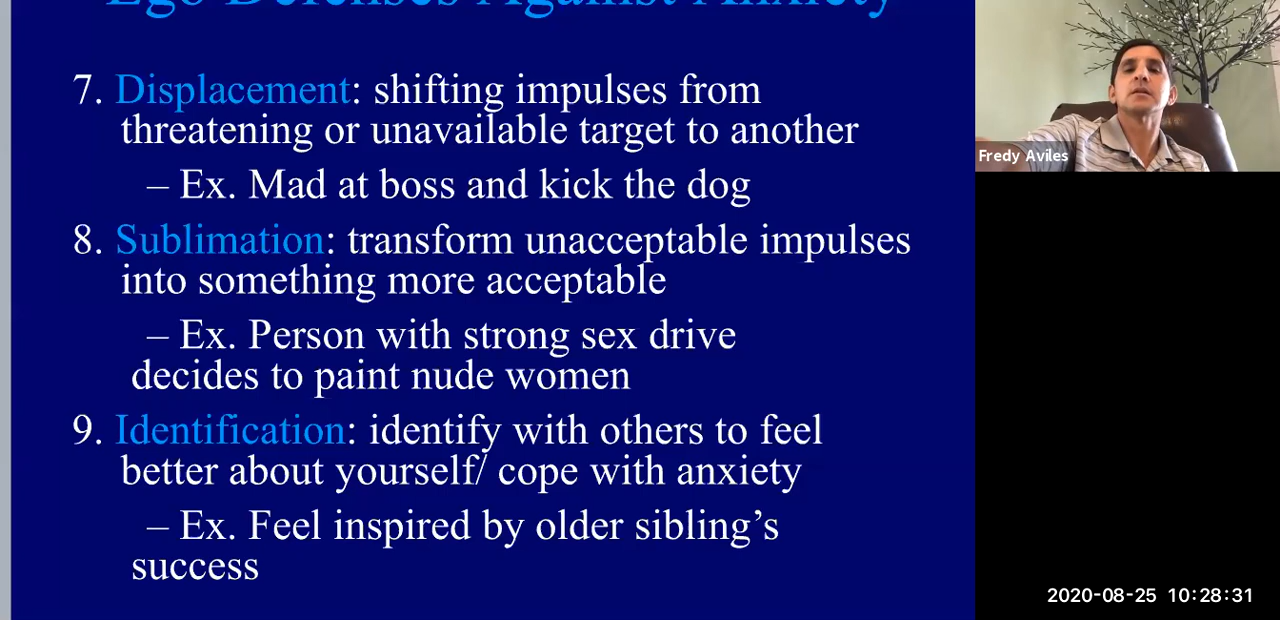 Ego Defenses Against Anxiety
7. Displacement: shifting impulses from
threatening or unavailable target to another
– Ex. Mad at boss and kick the dog
8. Sublimation: transform unacceptable impulses
into something more acceptable
– Ex. Person with strong sex drive
decides to paint nude women
9. Identification: identify with others to feel
better about yourself/ cope with anxiety
– Ex. Feel inspired by older sibling’s
success
Fredy Aviles
2020-08-25 10:28:31